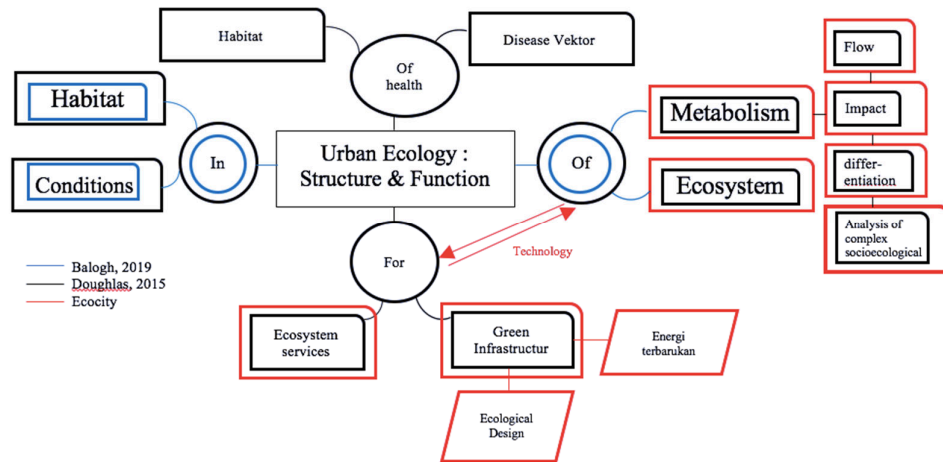 Habitat
Of
health
Disease Vektor
Flow
Habitat
Metabolism
Impact
In
Urban Ecology :
Structure & Function
Of
differ-
entiation
Conditions
Ecosystem
Analysis of
complex
socioecological
For
Technology
Balogh, 2019
Doughlas, 2015
Ecocity
Ecosystem
services
Green
Infrastructur
Energi
terbarukan
Ecological
Design